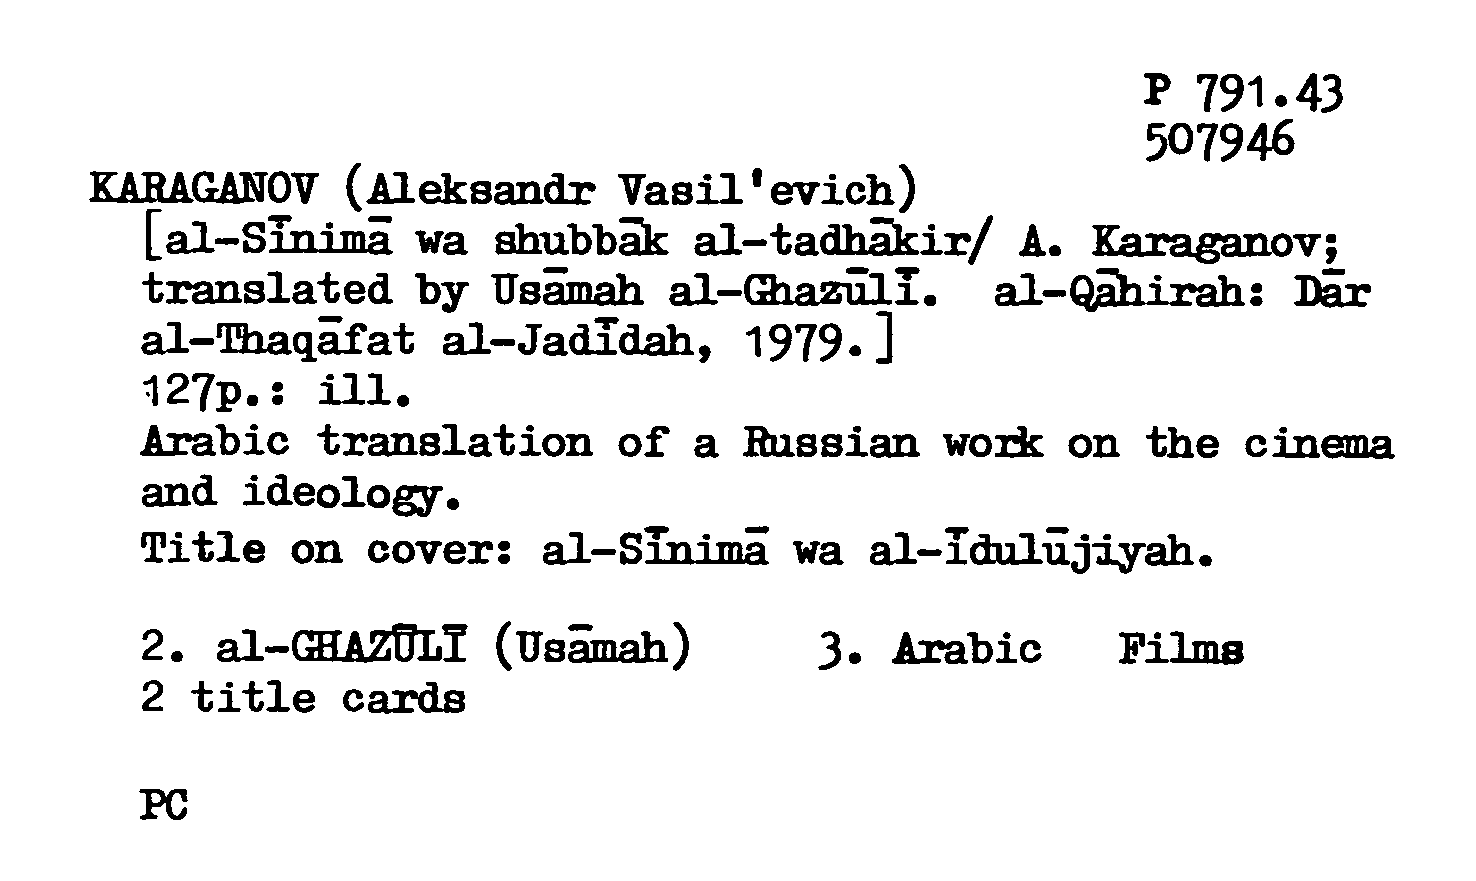 P 791.43
507946
KARAGANOV (Aleksandr Vasil'evich)
[al-Sīnimā wa shubbāk al-tadhākir/ A. Karaganov;
translated by Usāmah al-Ghazūlī. al-Qāhirah: Dār
al-Thaqāfat al-Jadīdah, 1979.]
127p.: ill.
Arabic translation of a Russian work on the cinema
and ideology.
Title on cover: al-Sīnimā wa al-Īdulūjiyah.
2. al-GHAZŪLĪ (Usāmah) 3. Arabic Films
2 title cards
PC